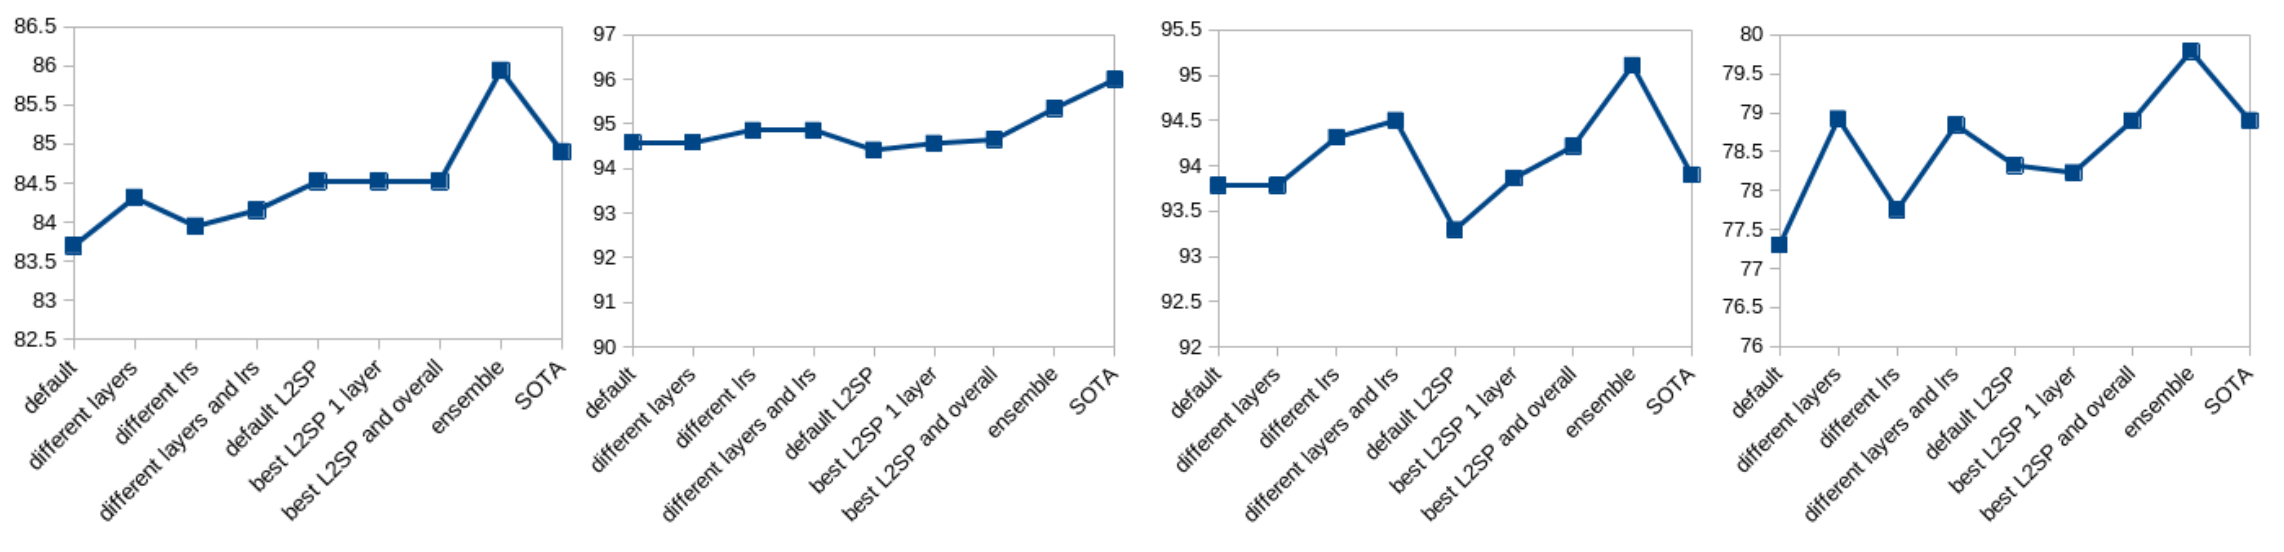 86.5
86
85.5
85
84.5
84
83.5
83
82.5
default
different layers
different lrs
different layers and lrs
default L2SP
best L2SP 1 layer
best L2SP and overall
ensemble
SOTA
97
96
95
94
93
92
91
90
default
different layers
different lrs
different layers and lrs
default L2SP
best L2SP 1 layer
best L2SP and overall
ensemble
SOTA
95.5
95
94.5
94
93.5
93
92.5
92
default
different layers
different lrs
different layers and lrs
default L2SP
best L2SP 1 layer
best L2SP and overall
ensemble
SOTA
80
79.5
79
78.5
78
77.5
77
76.5
76
default
different layers
different lrs
different layers and lrs
default L2SP
best L2SP 1 layer
best L2SP and overall
ensemble
SOTA